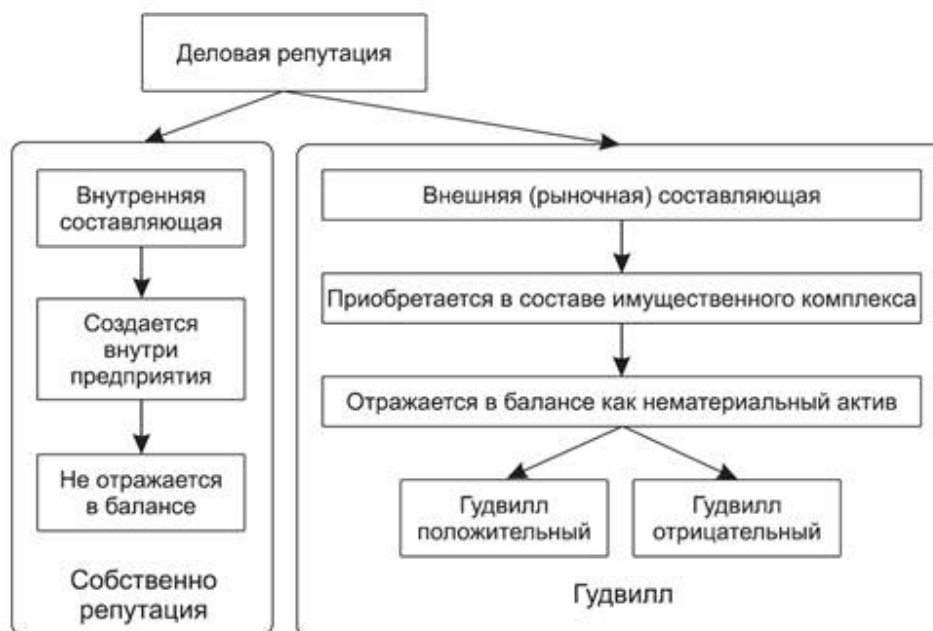 Деловая репутация
Внутренняя
составляющая
Создается
внутри
предприятия
Не отражается
в балансе
Собственно
репутация
Внешняя (рыночная) составляющая
Приобретается в составе имущественного комплекса
Отражается в балансе как нематериальный актив
Гудвилл
положительный
Гудвилл
отрицательный
Гудвилл